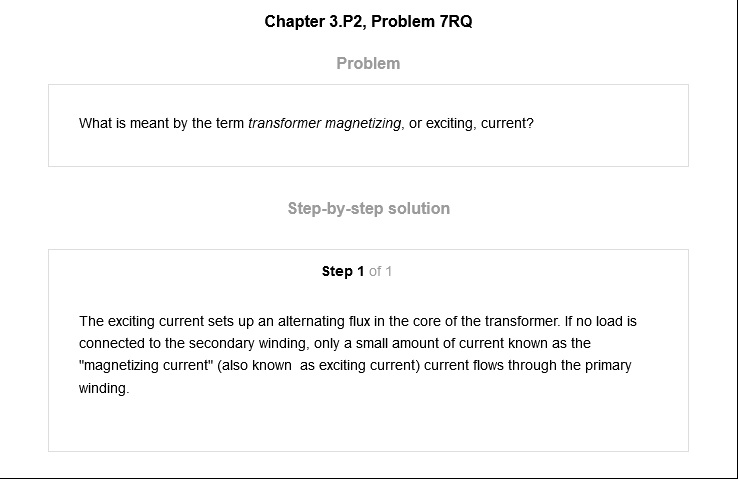 Chapter 3.P2, Problem 7RQ
Problem
What is meant by the term transformer magnetizing, or exciting, current?
Step-by-step solution
Step 1 of 1
The exciting current sets up an alternating flux in the core of the transformer. If no load is
connected to the secondary winding, only a small amount of current known as the
"magnetizing current" (also known  as exciting current) current flows through the primary
winding.